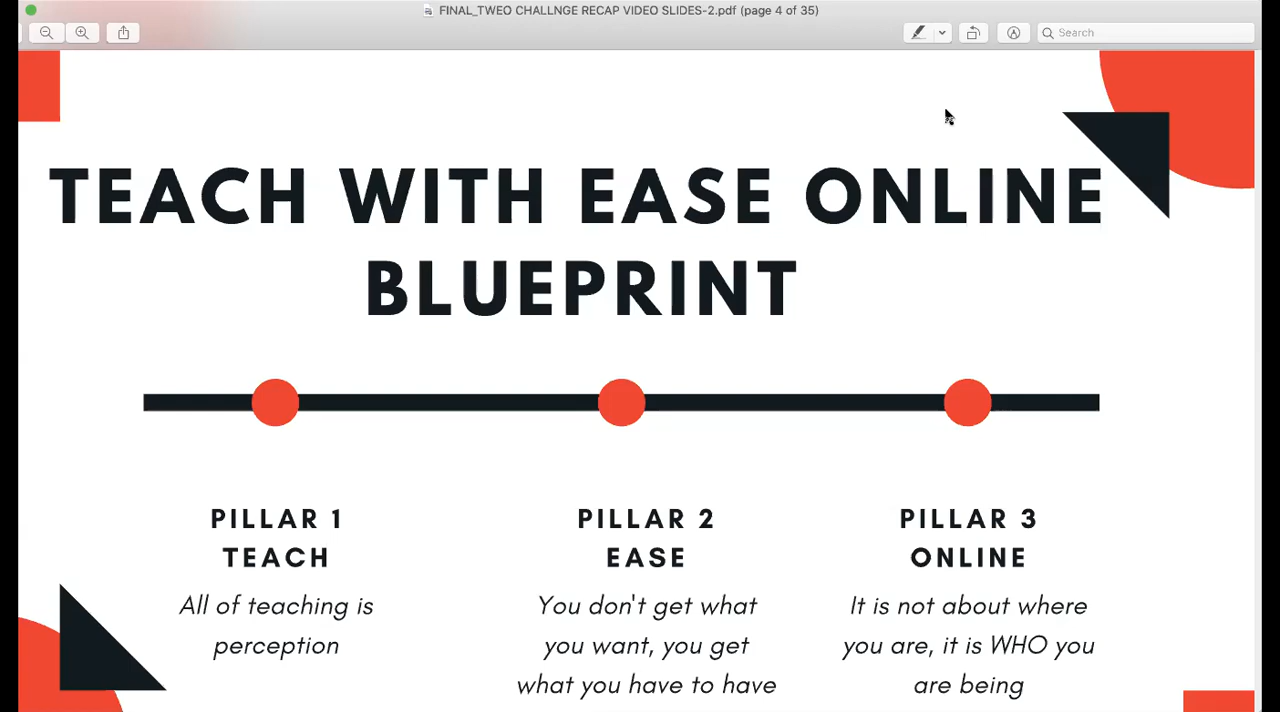 FINAL_TWEO CHALLNGE RECAP VIDEO SLIDES-2.pdf (page 4 of 35)
Search
TEACH WITH EASE ONLINE
BLUEPRINT
PILLAR 1
TEACH
All of teaching is
perception
PILLAR 2
EASE
You don't get what
you want, you get
what you have to have
PILLAR 3
ONLINE
It is not about where
you are, it is WHO you
are being